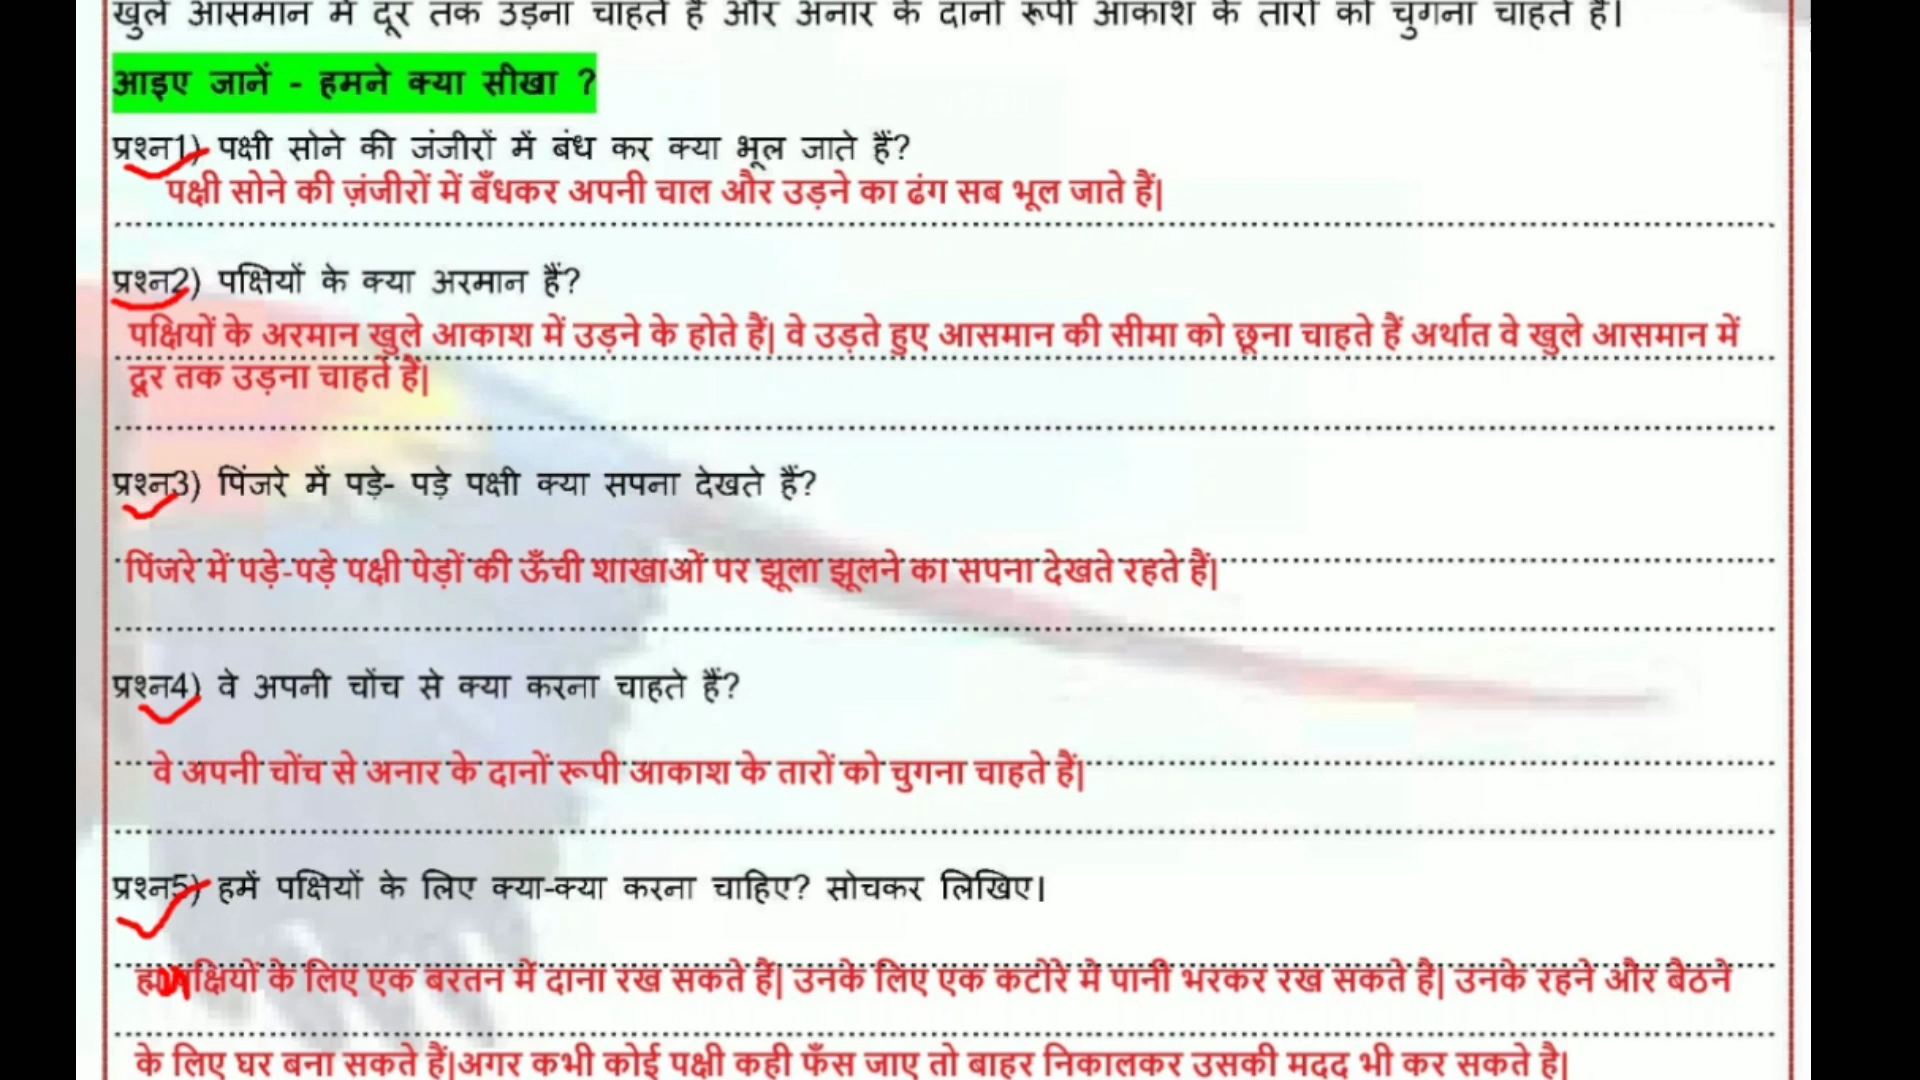 खुले आसमान में दूर तक उड़ना चाहते हैं और अनार के दानों रूपी आकाश के तारों को चुगना चाहते हैं।
आइए जानें - हमने क्या सीखा ?
प्रश्न1) पक्षी सोने की जंजीरों में बंध कर क्या भूल जाते हैं?
पक्षी सोने की ज़ंजीरों में बँधकर अपनी चाल और उड़ने का ढंग सब भूल जाते हैं|
प्रश्न2) पक्षियों के क्या अरमान हैं?
पक्षियों के अरमान खुले आकाश में उड़ने के होते हैं| वे उड़ते हुए आसमान की सीमा को छूना चाहते हैं अर्थात वे खुले आसमान में
दूर तक उड़ना चाहते हैं|
प्रश्न3) पिंजरे में पड़े- पड़े पक्षी क्या सपना देखते हैं?
पिंजरे में पड़े-पड़े पक्षी पेड़ों की ऊँची शाखाओं पर झूला झूलने का सपना देखते रहते हैं|
प्रश्न4) वे अपनी चोंच से क्या करना चाहते हैं?
वे अपनी चोंच से अनार के दानों रूपी आकाश के तारों को चुगना चाहते हैं|
प्रश्न5) हमें पक्षियों के लिए क्या-क्या करना चाहिए? सोचकर लिखिए।
के लिए एक बरतन में दाना रख सकते हैं| उनके लिए एक कटोरे में पानी भरकर रख सकते है| उनके रहने और बैठने
के लिए घर बना सकते हैं|अगर कभी कोई पक्षी कही फँस जाए तो बाहर निकालकर उसकी मदद भी कर सकते है|